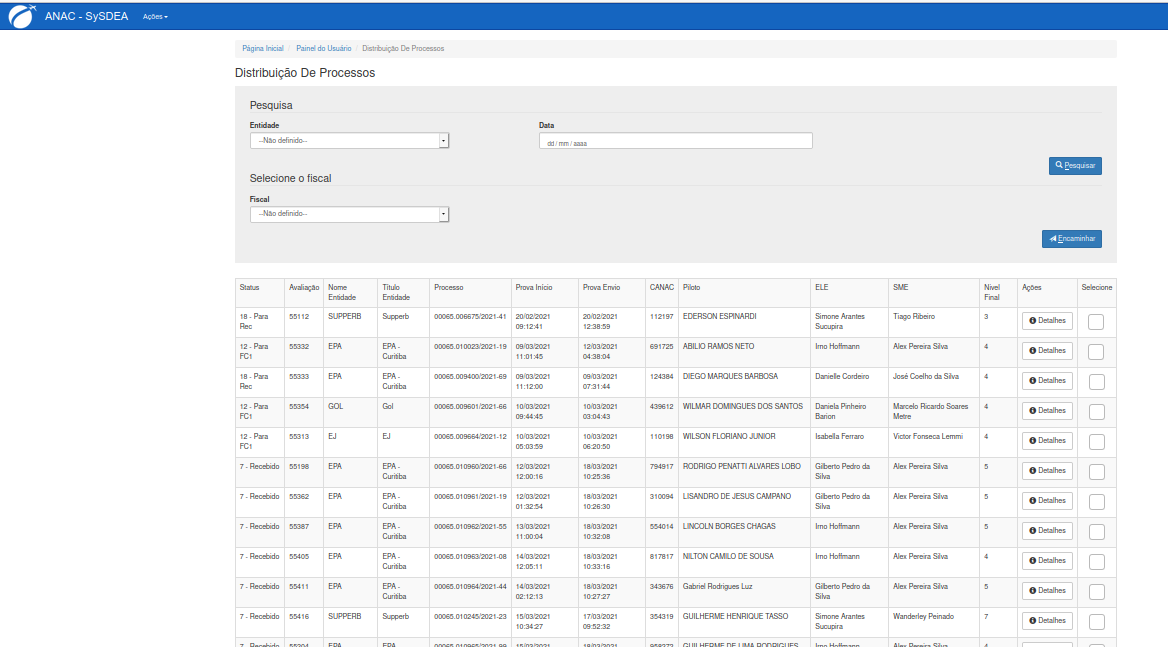 ANAC - SySDEA Ações
Página Inicial / Painel do Usuário / Distribuição De Processos
Distribuição De Processos
Pesquisa
Entidade Data
--Não definido-- dd / mm / aaaa
Pesquisar
Selecione o fiscal
Fiscal
--Não definido--
Encaminhar
Status Avaliação Nome Título Processo Prova Início Prova Envio CANAC Piloto ELE SME Nivel Ações Selecione
Entidade Entidade Final
18 - Para 55112 SUPPERB Supperb 00065.006675/2021-41 20/02/2021 20/02/2021 112197 EDERSON ESPINARDI Simone Arantes Tiago Ribeiro 3 Detalhes
Rec 09:12:41 12:38:59 Sucupira
12 - Para 55332 EPA EPA - 00065.010023/2021-19 09/03/2021 12/03/2021 691725 ABILIO RAMOS NETO Irno Hoffmann Alex Pereira Silva 4 Detalhes
FC1 Curitiba 11:01:45 04:38:04
18 - Para 55333 EPA EPA - 00065.009400/2021-69 09/03/2021 09/03/2021 124384 DIEGO MARQUES BARBOSA Danielle Cordeiro José Coelho da Silva 4 Detalhes
Rec Curitiba 11:12:00 07:31:44
12 - Para 55354 GOL Gol 00065.009601/2021-66 10/03/2021 10/03/2021 439612 WILMAR DOMINGUES DOS SANTOS Daniela Pinheiro Marcelo Ricardo Soares 4 Detalhes
FC1 09:44:45 03:04:43 Barion Metre
12 - Para 55313 EJ EJ 00065.009664/2021-12 10/03/2021 10/03/2021 110198 WILSON FLORIANO JUNIOR Isabella Ferraro Victor Fonseca Lemmi 4 Detalhes
FC1 05:03:59 06:20:50
7 - Recebido 55198 EPA EPA - 00065.010960/2021-66 12/03/2021 18/03/2021 794917 RODRIGO PENATTI ALVARES LOBO Gilberto Pedro da Alex Pereira Silva 5 Detalhes
Curitiba 12:00:16 10:25:36 Silva
7 - Recebido 55362 EPA EPA - 00065.010961/2021-19 12/03/2021 18/03/2021 310094 LISANDRO DE JESUS CAMPANO Gilberto Pedro da Alex Pereira Silva 5 Detalhes
Curitiba 01:32:54 10:26:30 Silva
7 - Recebido 55387 EPA EPA - 00065.010962/2021-55 13/03/2021 18/03/2021 554014 LINCOLN BORGES CHAGAS Irno Hoffmann Alex Pereira Silva 5 Detalhes
Curitiba 11:00:04 10:32:08
7 - Recebido 55405 EPA EPA - 00065.010963/2021-08 14/03/2021 18/03/2021 817817 NILTON CAMILO DE SOUSA Irno Hoffmann Alex Pereira Silva 4 Detalhes
Curitiba 12:05:11 10:33:16
7 - Recebido 55411 EPA EPA - 00065.010964/2021-44 14/03/2021 18/03/2021 343676 Gabriel Rodrigues Luz Gilberto Pedro da Alex Pereira Silva 5 Detalhes
Curitiba 02:12:13 10:27:27 Silva
7 - Recebido 55416 SUPPERB Supperb 00065.010245/2021-23 15/03/2021 17/03/2021 354319 GUILHERME HENRIQUE TASSO Simone Arantes Wanderley Peinado 7 Detalhes
10:34:27 09:52:32 Sucupira
7 - Recebido EPA EPA - 15/03/2021 18/03/2021 GUILHERME DE LIMA RODRIGUES Irno Hoffmann Alex Pereira Silva